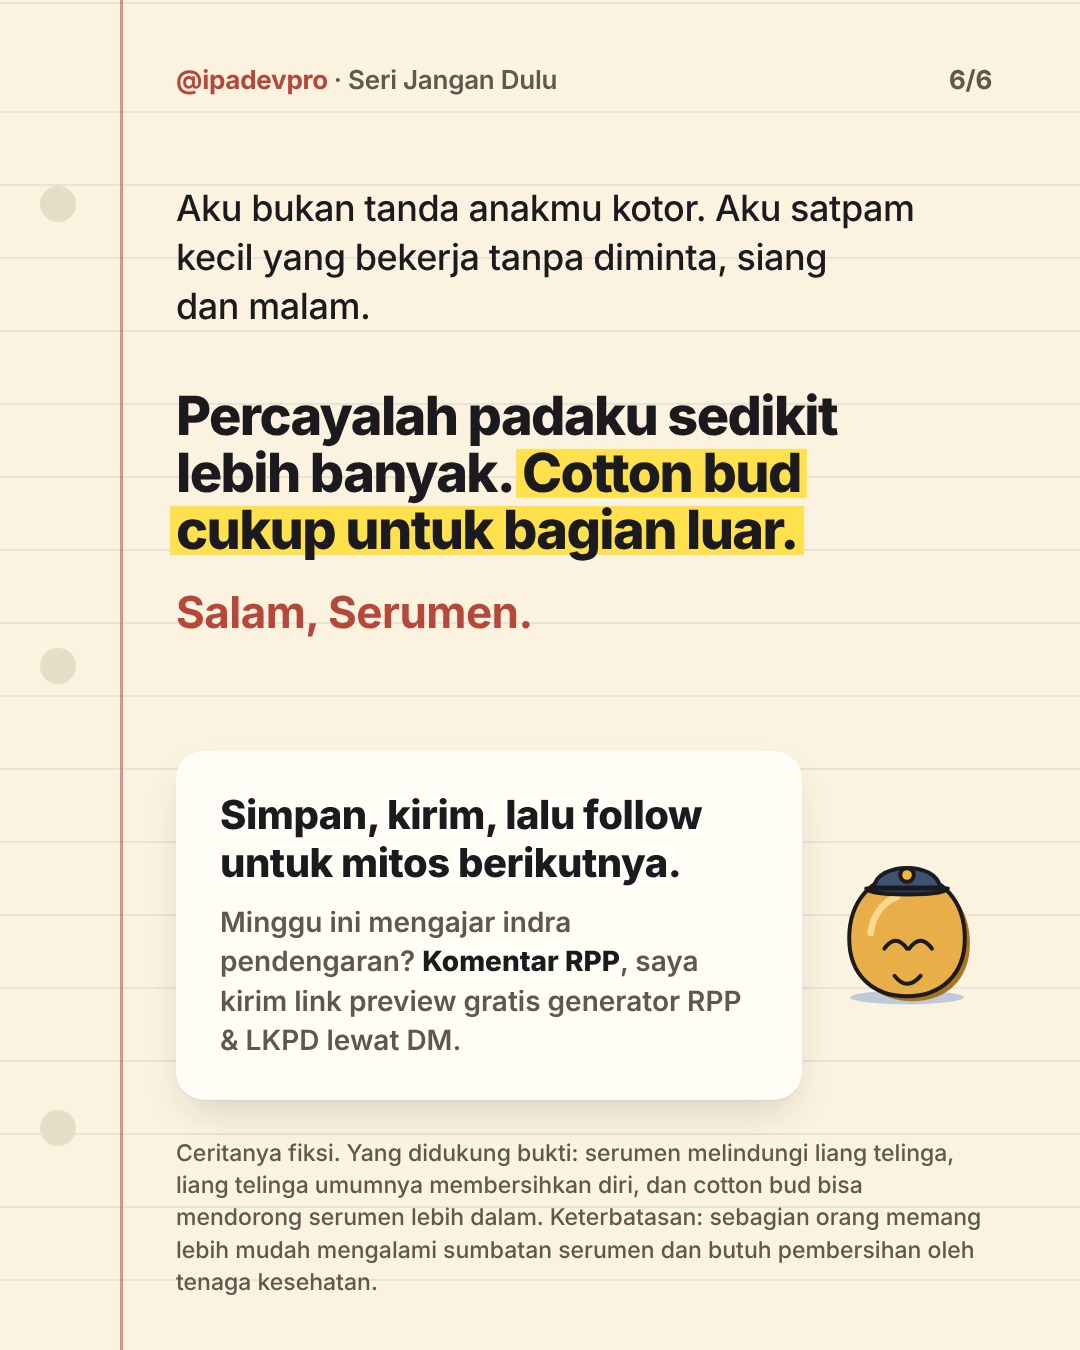 @ipadevpro · Seri Jangan Dulu
6/6
Aku bukan tanda anakmu kotor. Aku satpam
kecil yang bekerja tanpa diminta, siang
dan malam.
Percayalah padaku sedikit
lebih banyak. Cotton bud
cukup untuk bagian luar.
Salam, Serumen.
Simpan, kirim, lalu follow
untuk mitos berikutnya.
Minggu ini mengajar indra
pendengaran? Komentar RPP, saya
kirim link preview gratis generator RPP
& LKPD lewat DM.
Ceritanya fiksi. Yang didukung bukti: serumen melindungi liang telinga,
liang telinga umumnya membersihkan diri, dan cotton bud bisa
mendorong serumen lebih dalam. Keterbatasan: sebagian orang memang
lebih mudah mengalami sumbatan serumen dan butuh pembersihan oleh
tenaga kesehatan.